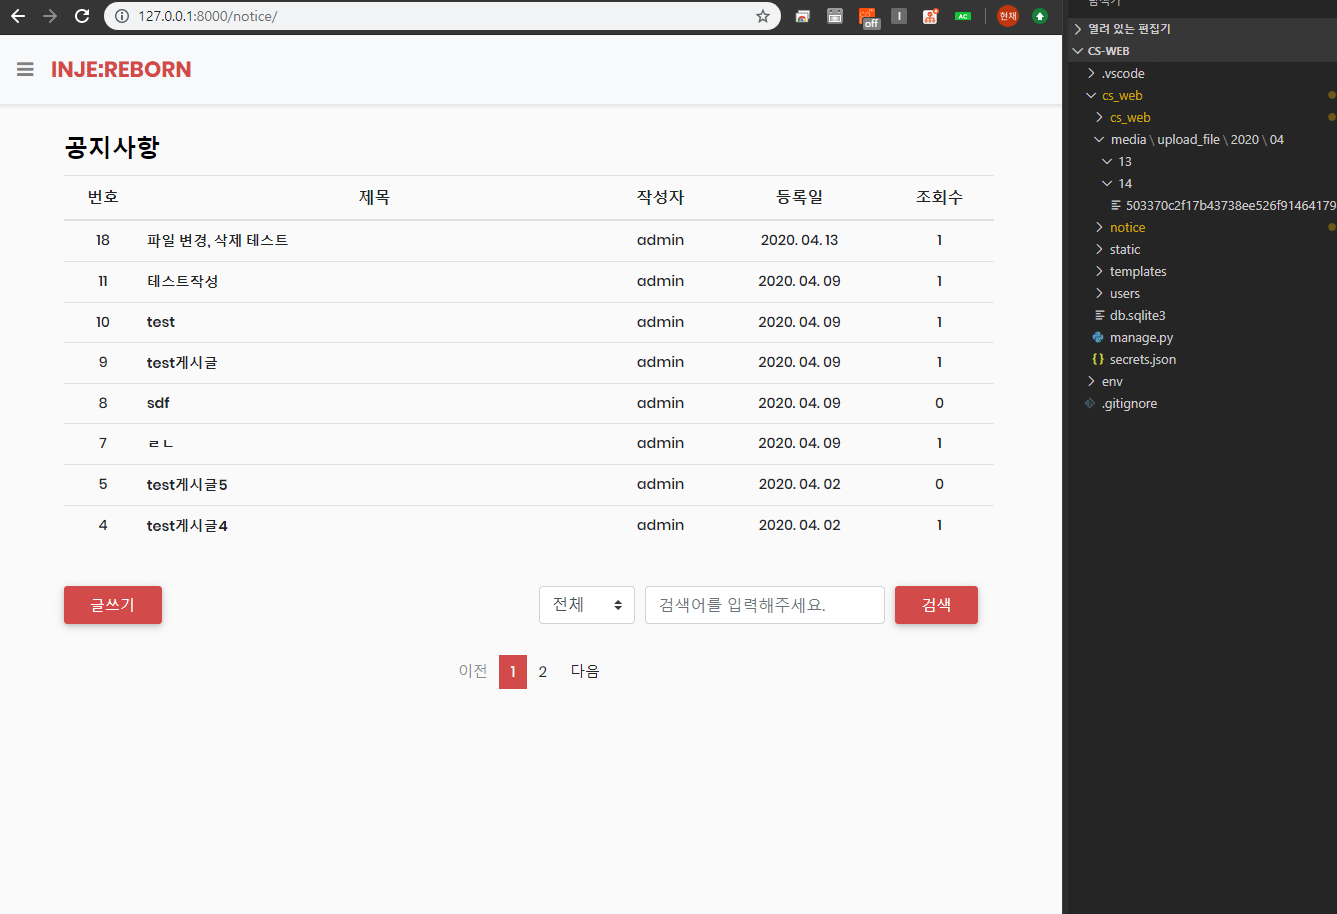 127.0.0.1:8000/notice/
off
AC
현채
INJE:REBORN
공지사항
번호 제목 작성자 등록일 조회수
18 파일 변경, 삭제 테스트 admin 2020. 04. 13 1
11 테스트작성 admin 2020. 04. 09 1
10 test admin 2020. 04. 09 1
9 test게시글 admin 2020. 04. 09 1
8 sdf admin 2020. 04. 09 0
7 ㄹㄴ admin 2020. 04. 09 1
5 test게시글5 admin 2020. 04. 02 0
4 test게시글4 admin 2020. 04. 02 1
글쓰기 전체 검색어를 입력해주세요. 검색
이전 1 2 다음
열려 있는 편집기
CS-WEB
.vscode
cs_web
cs_web
media \ upload_file \ 2020 \ 04
13
14
503370c2f17b43738ee526f91464179
notice
static
templates
users
db.sqlite3
manage.py
secrets.json
env
.gitignore